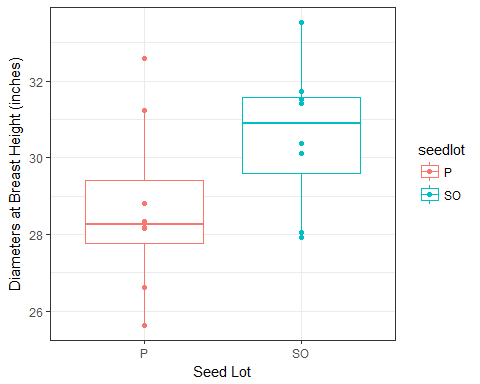 Diameters at Breast Height (inches)
32
30
28
26
P
SO
Seed Lot
seedlot
P
SO